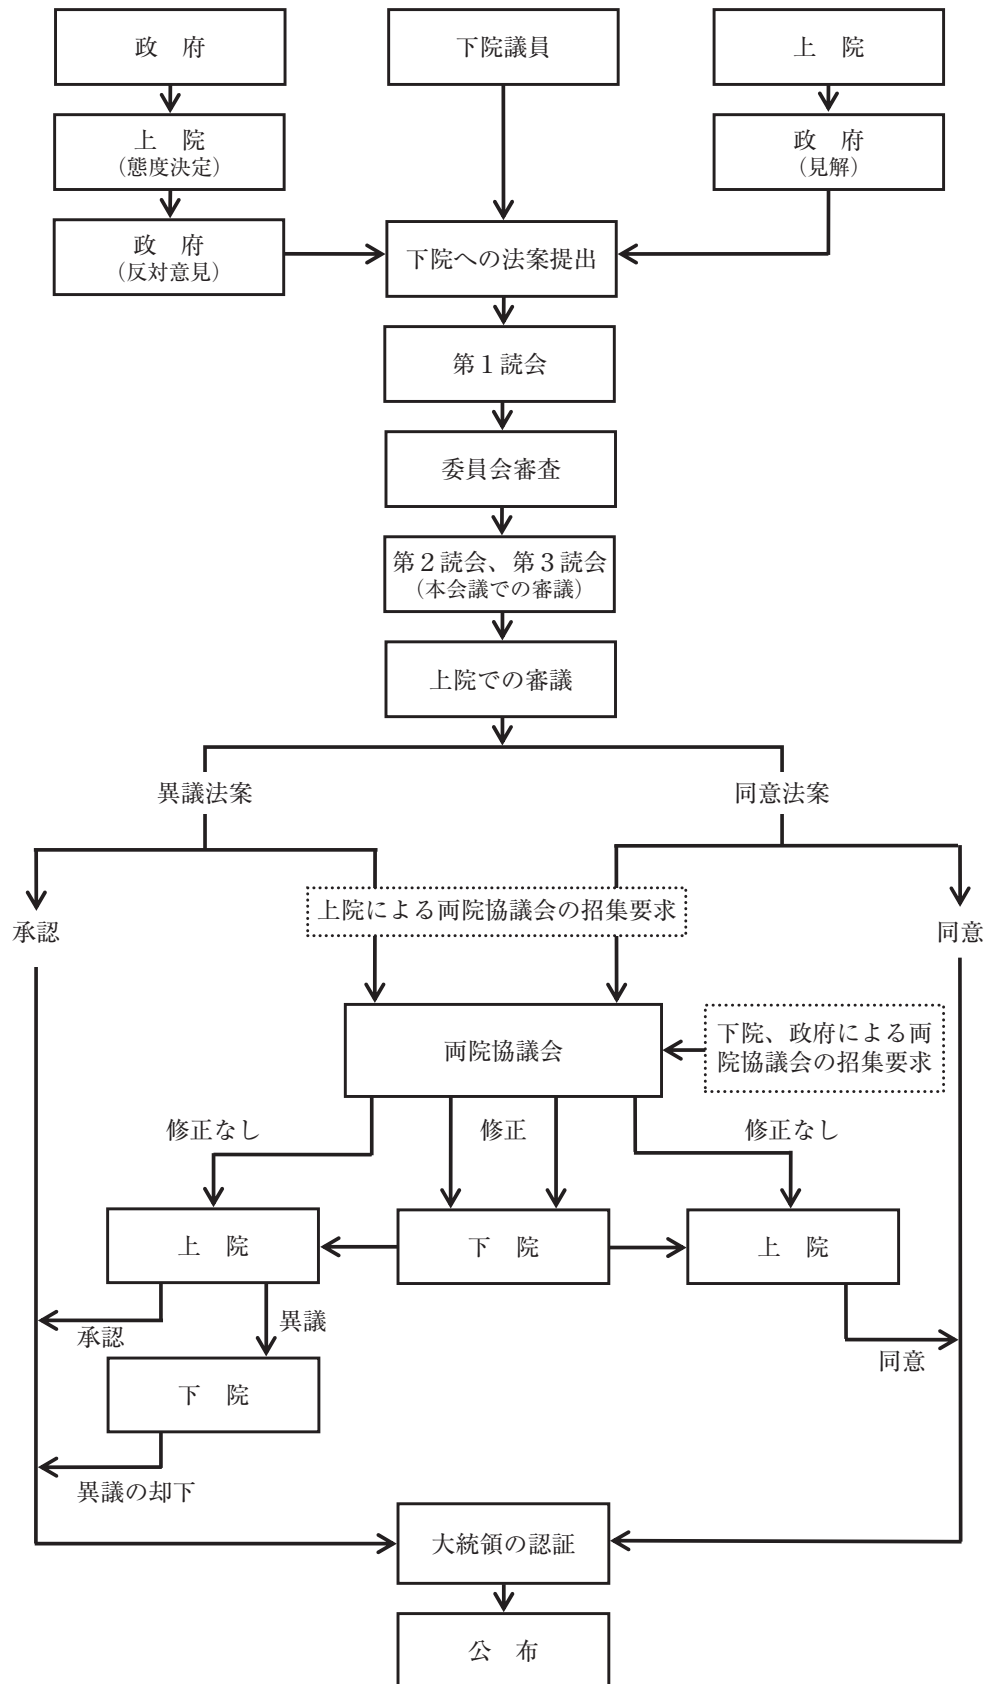 政　府
下院議員
上　院
上　院
（態度決定）
政　府
（見解）
政　府
（反対意見）
下院への法案提出
第１読会
委員会審査
第２読会、第３読会
（本会議での審議）
上院での審議
異議法案
同意法案
上院による両院協議会の招集要求
承認
同意
両院協議会
下院、政府による両
院協議会の招集要求
修正なし
修正
修正なし
上　院
下　院
上　院
異議
承認
同意
下　院
異議の却下
大統領の認証
公　布